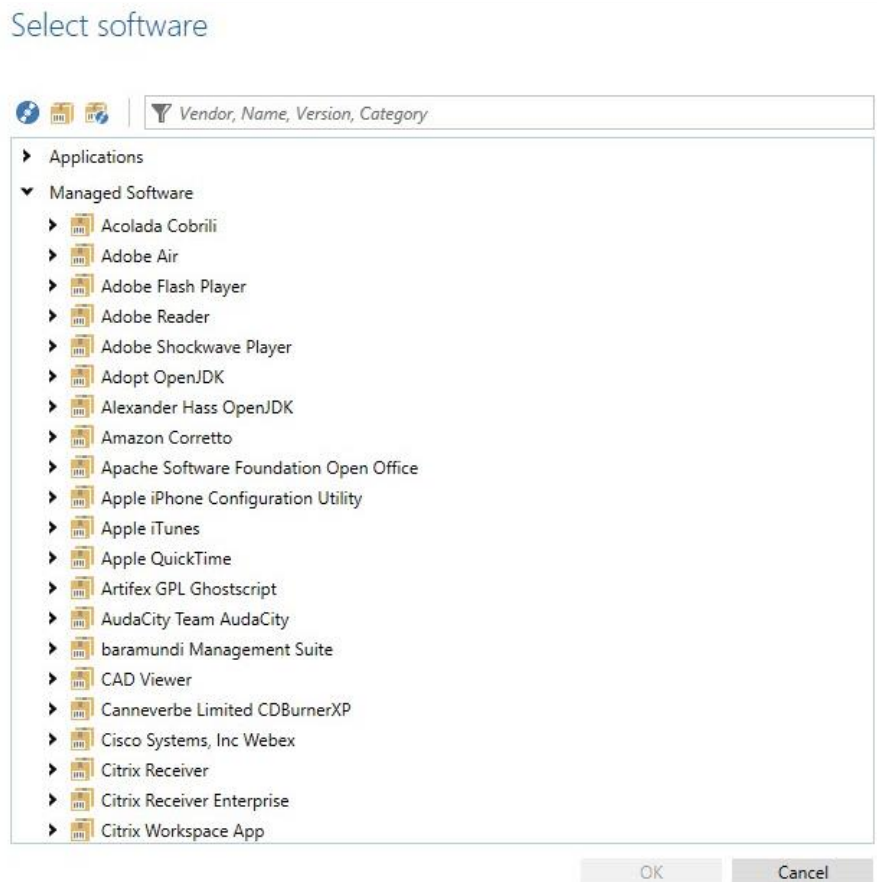 Select software
Vendor, Name, Version, Category
Applications
Managed Software
Acolada Cobrili
Adobe Air
Adobe Flash Player
Adobe Reader
Adobe Shockwave Player
Adopt OpenJDK
Alexander Hass OpenJDK
Amazon Corretto
Apache Software Foundation Open Office
Apple iPhone Configuration Utility
Apple iTunes
Apple QuickTime
Artifex GPL Ghostscript
AudaCity Team AudaCity
baramundi Management Suite
CAD Viewer
Canneverbe Limited CDBurnerXP
Cisco Systems, Inc Webex
Citrix Receiver
Citrix Receiver Enterprise
Citrix Workspace App
OK Cancel